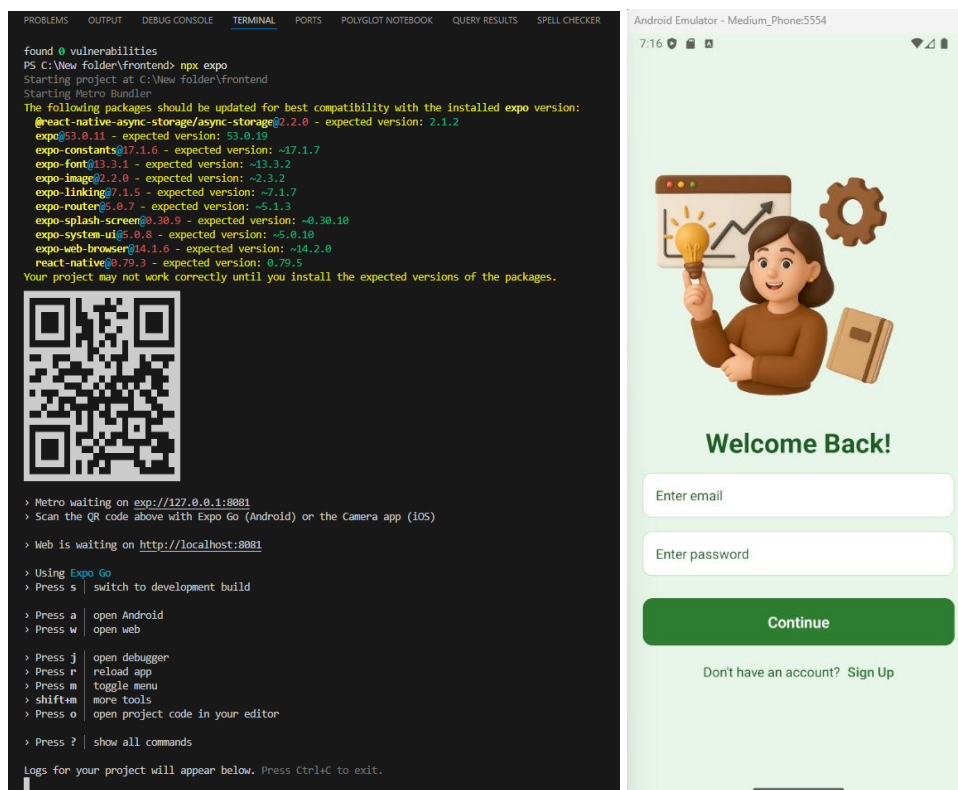 PROBLEMS OUTPUT DEBUG CONSOLE TERMINAL PORTS POLYGLOT NOTEBOOK QUERY RESULTS SPELL CHECKER
found 0 vulnerabilities
PS C:\New folder\frontend> npx expo
Starting project at C:\New folder\frontend
Starting Metro Bundler
The following packages should be updated for best compatibility with the installed expo version:
@react-native-async-storage/async-storage@2.2.0 - expected version: 2.1.2
expo@53.0.11 - expected version: 53.0.19
expo-constants@17.1.6 - expected version: ~17.1.7
expo-font@13.3.1 - expected version: ~13.3.2
expo-image@2.2.0 - expected version: ~2.3.2
expo-linking@7.1.5 - expected version: ~7.1.7
expo-router@5.0.7 - expected version: ~5.1.3
expo-splash-screen@0.30.9 - expected version: ~0.30.10
expo-system-ui@5.0.8 - expected version: ~5.0.10
expo-web-browser@14.1.6 - expected version: ~14.2.0
react-native@0.79.3 - expected version: 0.79.5
Your project may not work correctly until you install the expected versions of the packages.
› Metro waiting on exp://127.0.0.1:8081
› Scan the QR code above with Expo Go (Android) or the Camera app (iOS)
› Web is waiting on http://localhost:8081
› Using Expo Go
› Press s │ switch to development build
› Press a │ open Android
› Press w │ open web
› Press j │ open debugger
› Press r │ reload app
› Press m │ toggle menu
› shift+m │ more tools
› Press o │ open project code in your editor
› Press ? │ show all commands
Logs for your project will appear below. Press Ctrl+C to exit.
Android Emulator - Medium_Phone:5554
7:16
Welcome Back!
Enter email
Enter password
Continue
Don't have an account? Sign Up